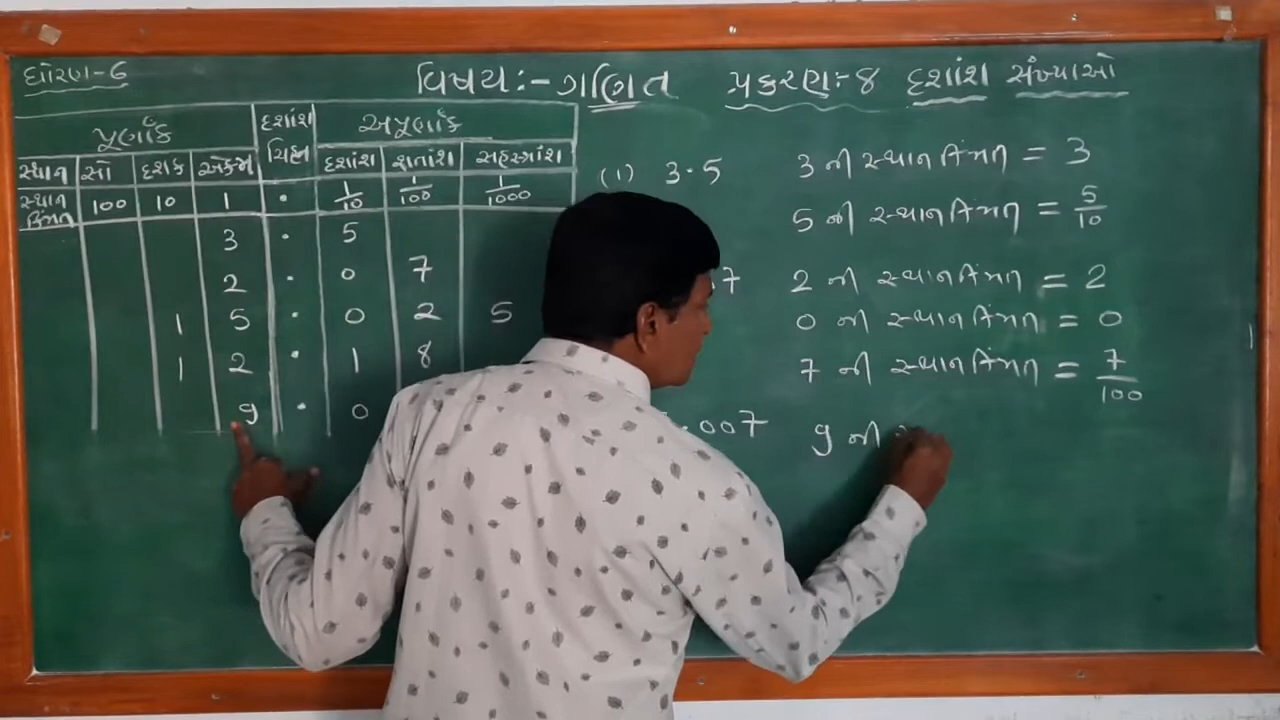 ધોરણ-6
વિષય:- ગણિત પ્રકરણ:-૪ દશાંશ સંખ્યાઓ
પૂર્ણાંક દશાંશ ચિહ્ન અપૂર્ણાંક
સ્થાન સો દશક એકમ દશાંશ શતાંશ સહસ્ત્રાંશ
સ્થાન કિંમત 100 10 1 . 1/10 1/100 1/1000
3 . 5
2 . 0 7
1 5 . 0 2 5
1 2 . 1 8
9 . 0
(1) 3.5 3 ની સ્થાનકિંમત = 3
5 ની સ્થાનકિંમત = 5/10
7 2 ની સ્થાનકિંમત = 2
0 ની સ્થાનકિંમત = 0
7 ની સ્થાનકિંમત = 7/100
.007 9 ની